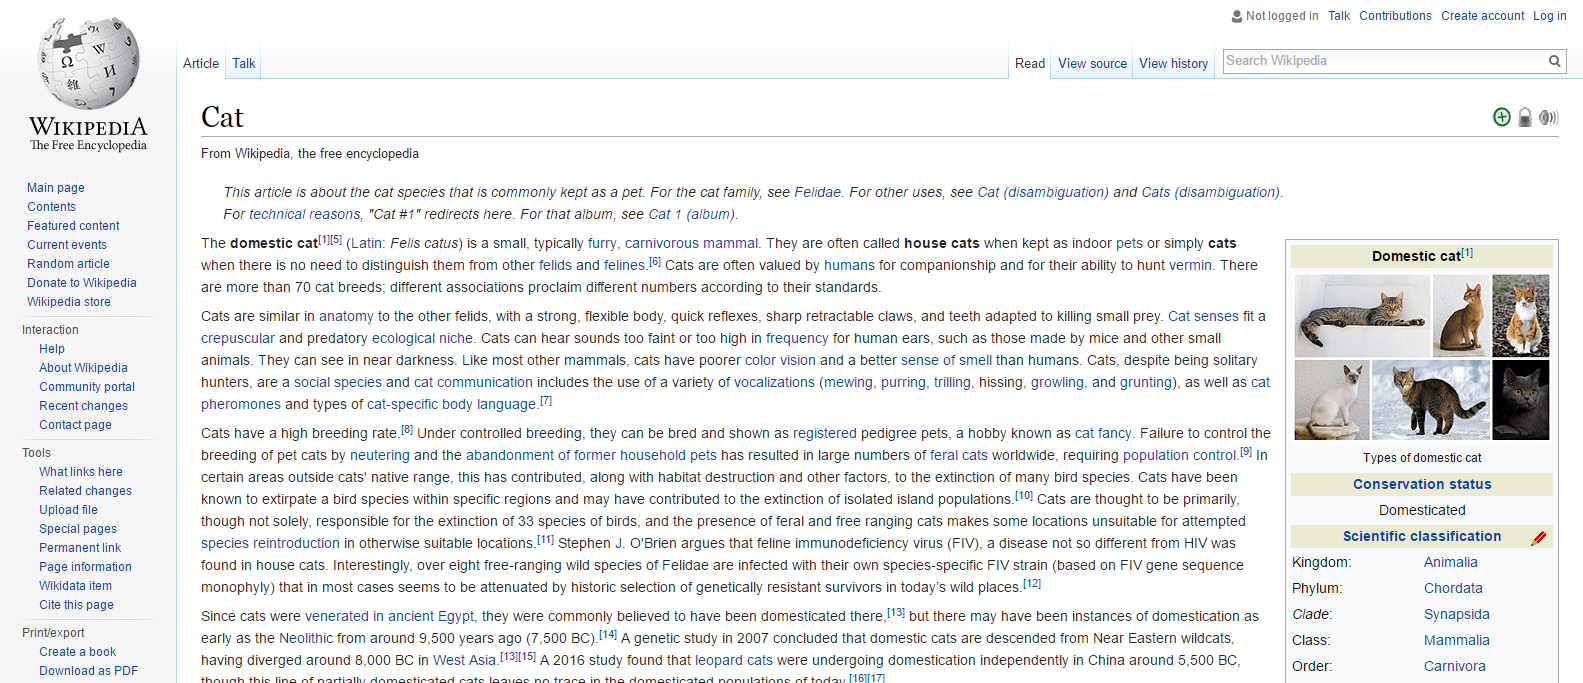 Not logged in Talk Contributions Create account Log in
Article Talk Read View source View history Search Wikipedia
WIKIPEDIA
The Free Encyclopedia
Main page
Contents
Featured content
Current events
Random article
Donate to Wikipedia
Wikipedia store
Interaction
Help
About Wikipedia
Community portal
Recent changes
Contact page
Tools
What links here
Related changes
Upload file
Special pages
Permanent link
Page information
Wikidata item
Cite this page
Print/export
Create a book
Download as PDF
Cat
From Wikipedia, the free encyclopedia
This article is about the cat species that is commonly kept as a pet. For the cat family, see Felidae. For other uses, see Cat (disambiguation) and Cats (disambiguation).
For technical reasons, "Cat #1" redirects here. For that album, see Cat 1 (album).
The domestic cat[1][5] (Latin: Felis catus) is a small, typically furry, carnivorous mammal. They are often called house cats when kept as indoor pets or simply cats
when there is no need to distinguish them from other felids and felines.[6] Cats are often valued by humans for companionship and for their ability to hunt vermin. There
are more than 70 cat breeds; different associations proclaim different numbers according to their standards.
Cats are similar in anatomy to the other felids, with a strong, flexible body, quick reflexes, sharp retractable claws, and teeth adapted to killing small prey. Cat senses fit a
crepuscular and predatory ecological niche. Cats can hear sounds too faint or too high in frequency for human ears, such as those made by mice and other small
animals. They can see in near darkness. Like most other mammals, cats have poorer color vision and a better sense of smell than humans. Cats, despite being solitary
hunters, are a social species and cat communication includes the use of a variety of vocalizations (mewing, purring, trilling, hissing, growling, and grunting), as well as cat
pheromones and types of cat-specific body language.[7]
Cats have a high breeding rate.[8] Under controlled breeding, they can be bred and shown as registered pedigree pets, a hobby known as cat fancy. Failure to control the
breeding of pet cats by neutering and the abandonment of former household pets has resulted in large numbers of feral cats worldwide, requiring population control.[9] In
certain areas outside cats' native range, this has contributed, along with habitat destruction and other factors, to the extinction of many bird species. Cats have been
known to extirpate a bird species within specific regions and may have contributed to the extinction of isolated island populations.[10] Cats are thought to be primarily,
though not solely, responsible for the extinction of 33 species of birds, and the presence of feral and free ranging cats makes some locations unsuitable for attempted
species reintroduction in otherwise suitable locations.[11] Stephen J. O'Brien argues that feline immunodeficiency virus (FIV), a disease not so different from HIV was
found in house cats. Interestingly, over eight free-ranging wild species of Felidae are infected with their own species-specific FIV strain (based on FIV gene sequence
monophyly) that in most cases seems to be attenuated by historic selection of genetically resistant survivors in today's wild places.[12]
Since cats were venerated in ancient Egypt, they were commonly believed to have been domesticated there,[13] but there may have been instances of domestication as
early as the Neolithic from around 9,500 years ago (7,500 BC).[14] A genetic study in 2007 concluded that domestic cats are descended from Near Eastern wildcats,
having diverged around 8,000 BC in West Asia.[13][15] A 2016 study found that leopard cats were undergoing domestication independently in China around 5,500 BC,
though this line of partially domesticated cats leaves no trace in the domesticated populations of today.[16][17]
Domestic cat[1]
Types of domestic cat
Conservation status
Domesticated
Scientific classification
Kingdom: Animalia
Phylum: Chordata
Clade: Synapsida
Class: Mammalia
Order: Carnivora